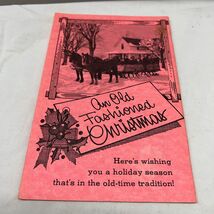 An Old
Fashioned
Christmas
Here's wishing
you a holiday season
that's in the old-time tradition!